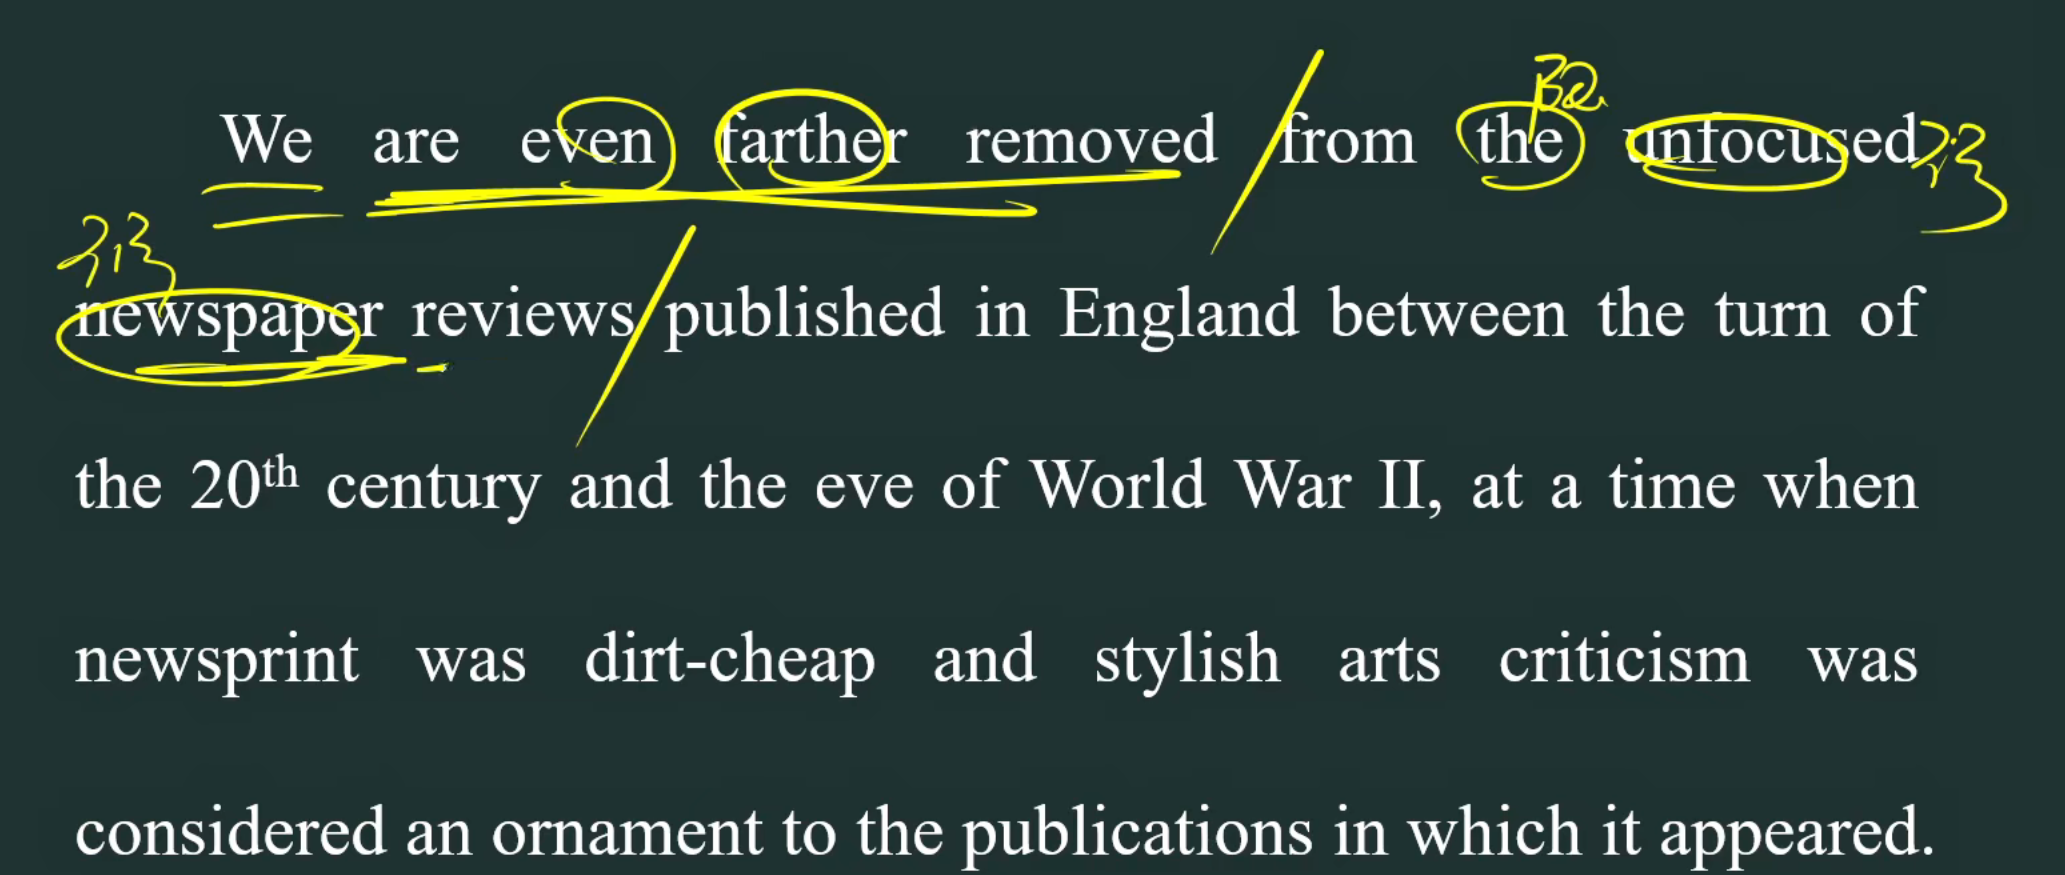 We are even farther removed from the unfocused
newspaper reviews published in England between the turn of
the 20th century and the eve of World War II, at a time when
newsprint was dirt-cheap and stylish arts criticism was
considered an ornament to the publications in which it appeared.